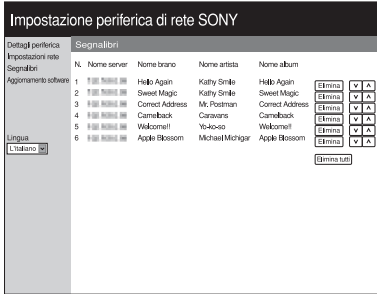 Impostazione periferica di rete SONY
Dettagli periferica
Impostazioni rete
Segnalibri
Aggiornamento software
Lingua
L'italiano
Segnalibri
N. Nome server Nome brano Nome artista Nome album
1 Hello Again Kathy Smile Hello Again Elimina v ʌ
2 Sweet Magic Kathy Smile Sweet Magic Elimina v ʌ
3 Correct Address Mr. Postman Correct Address Elimina v ʌ
4 Camelback Caravans Camelback Elimina v ʌ
5 Welcome!! Yo-ko-so Welcome!! Elimina v ʌ
6 Apple Blossom Michael Michigar Apple Blossom Elimina v ʌ
Elimina tutti